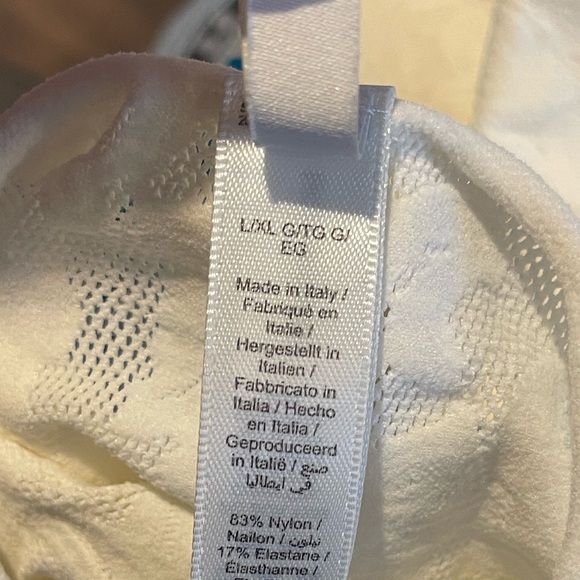 L/XL G/TG G/
EG
Made in Italy /
Fabriqué en
Italie /
Hergestellt in
Italien /
Fabbricato in
Italia / Hecho
en Italia /
Geproduceerd
in Italië / صنع
في ايطاليا
83% Nylon /
Nailon / نيلون /
17% Elastane /
Elasthanne /